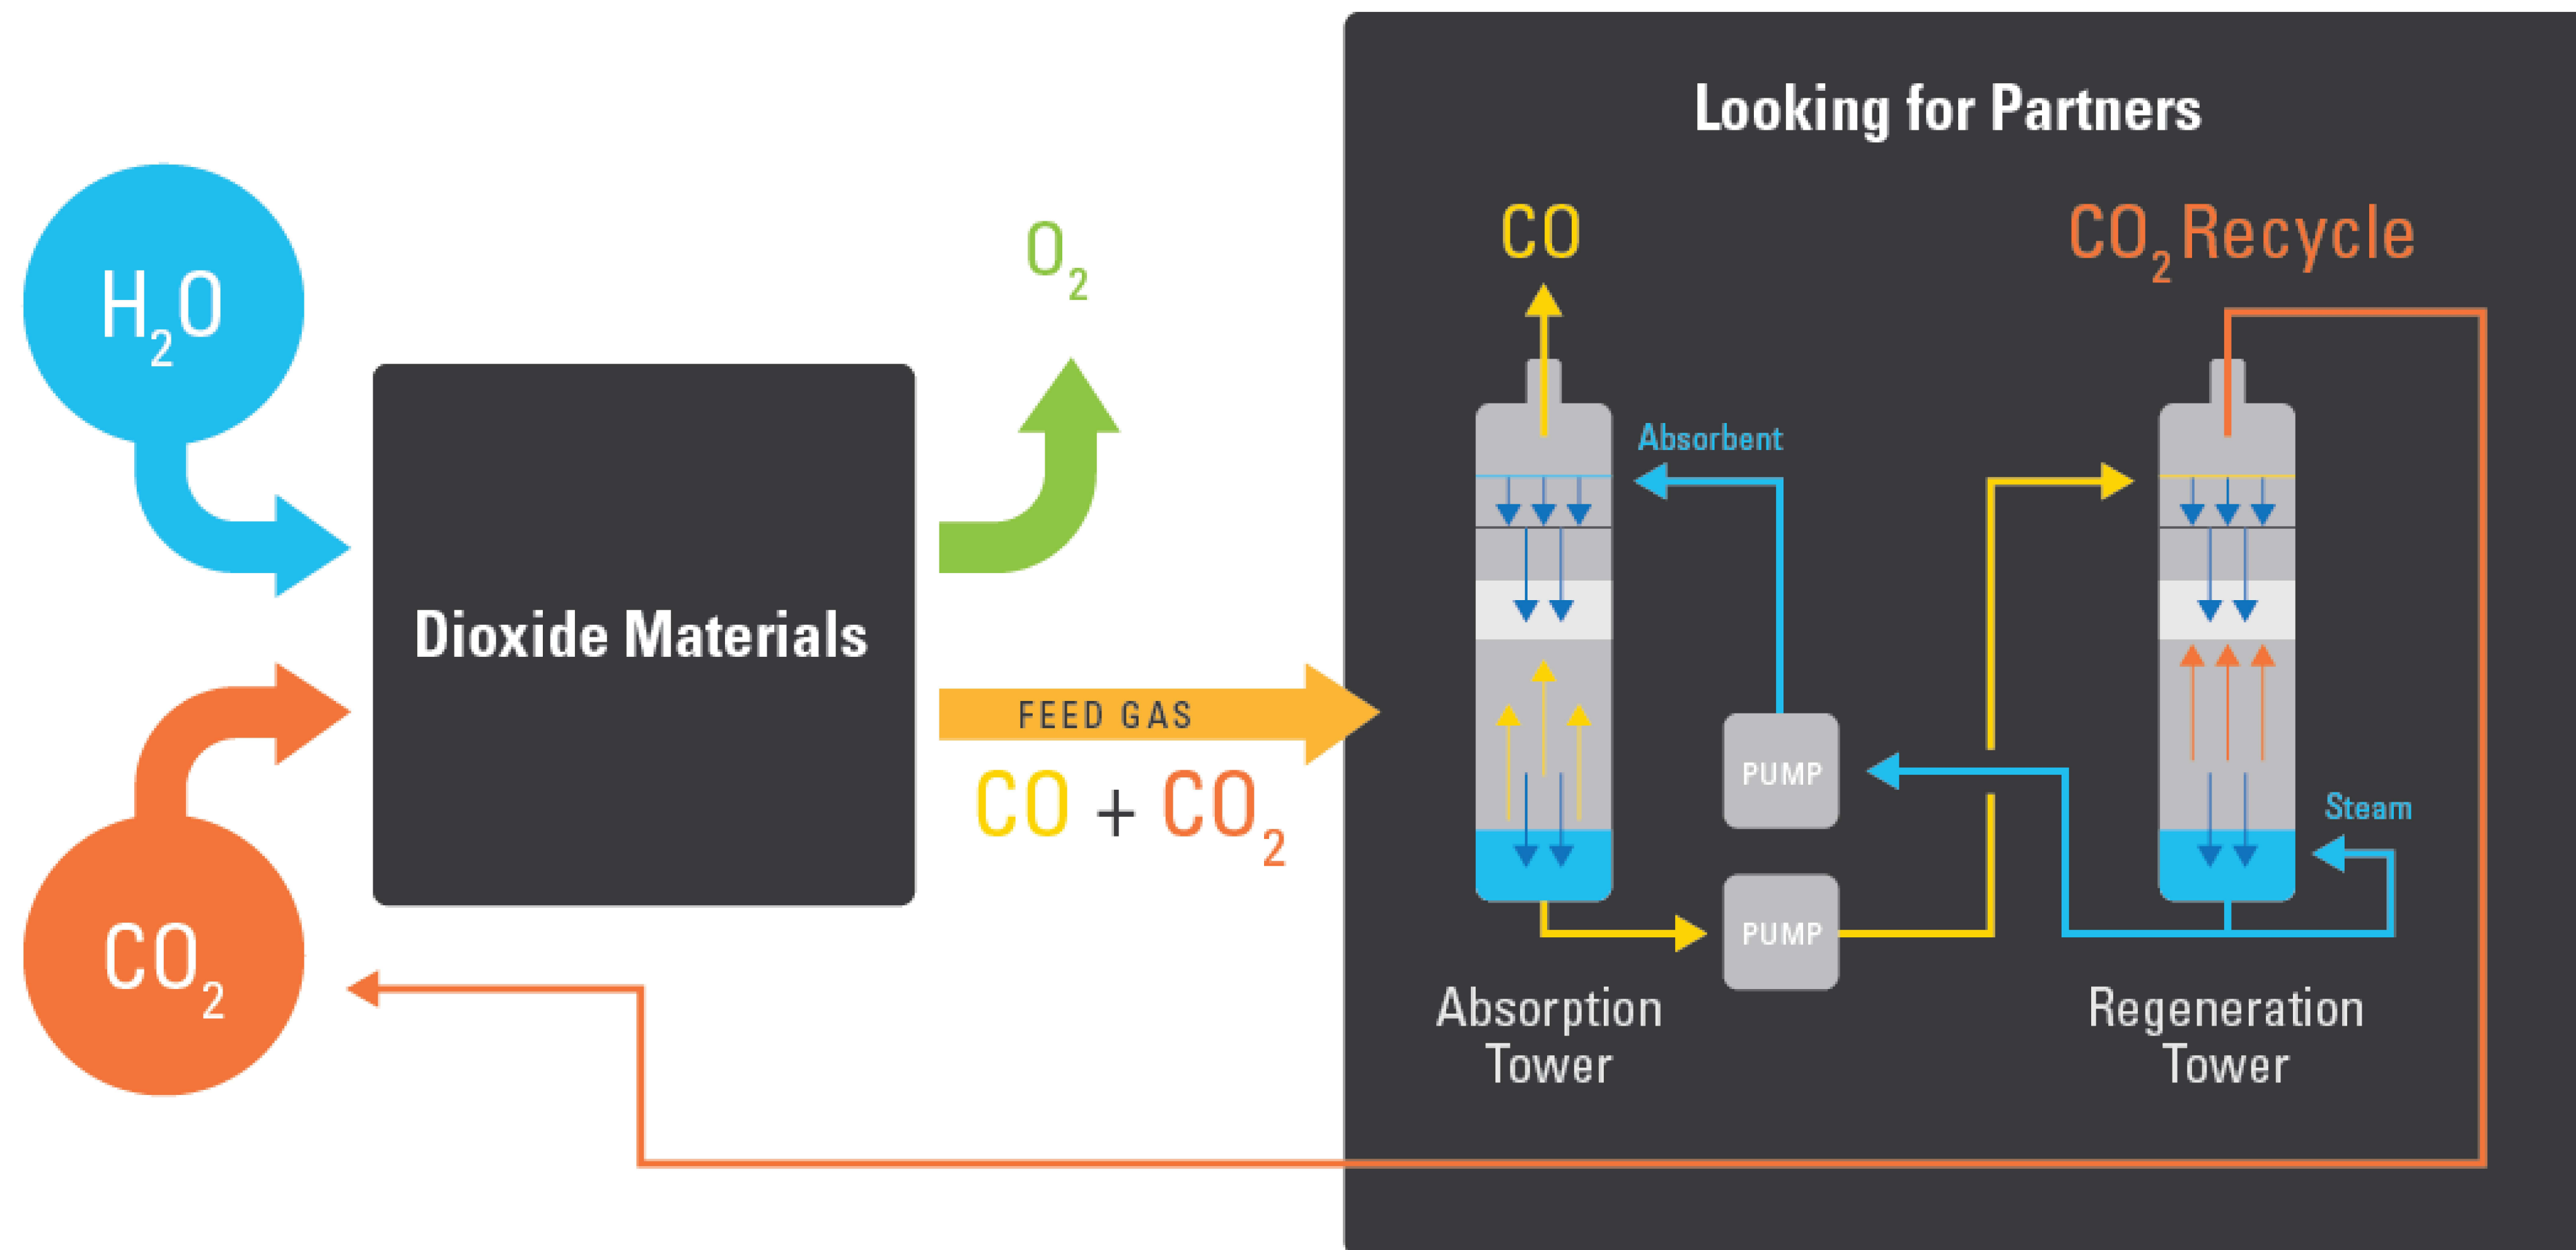 Looking for Partners
H₂O
O₂
CO
CO₂ Recycle
Absorbent
Dioxide Materials
FEED GAS
CO + CO₂
PUMP
Steam
PUMP
CO₂
Absorption
Tower
Regeneration
Tower